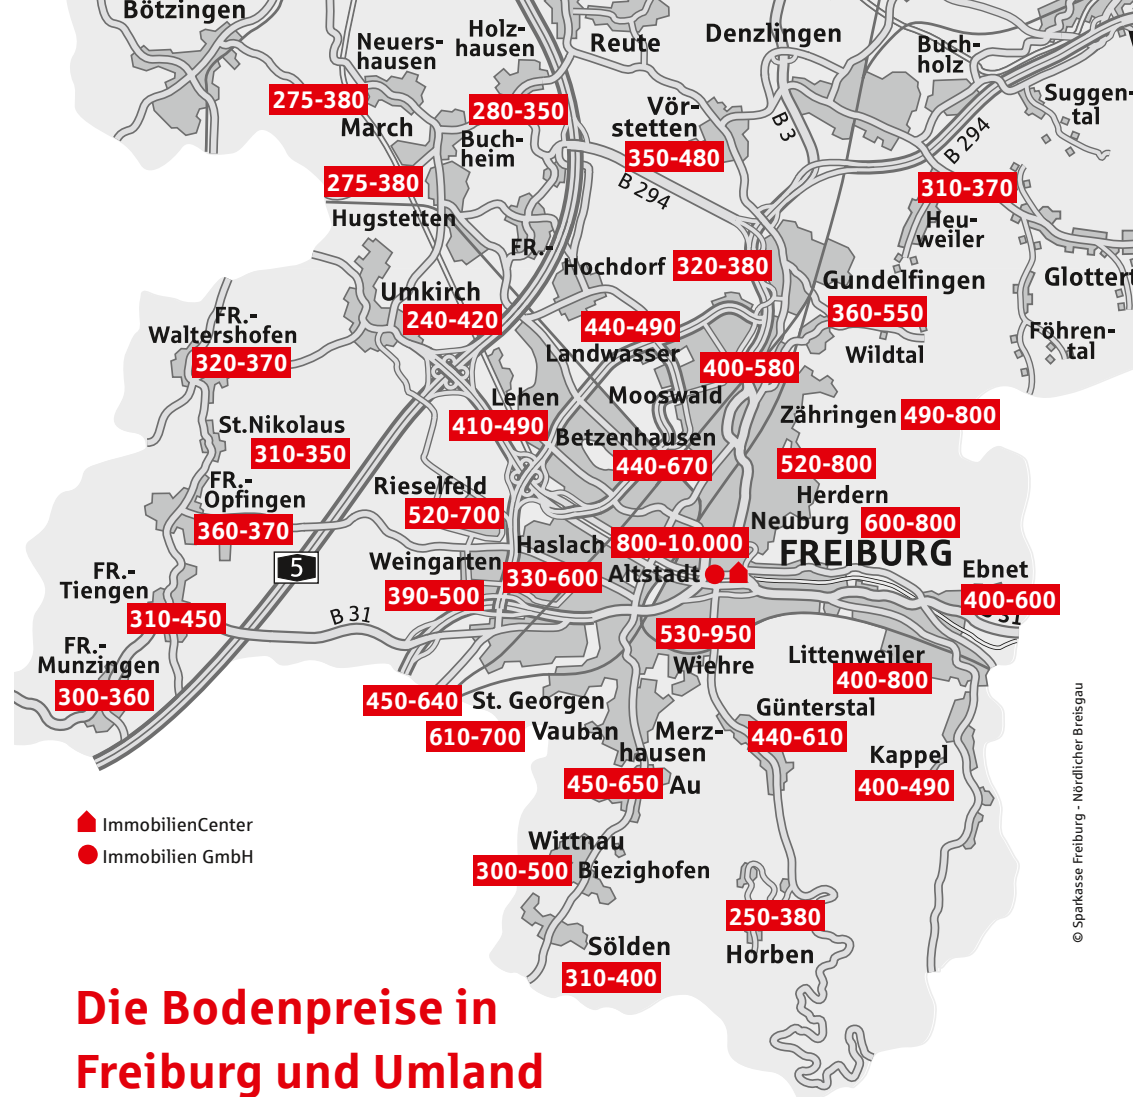 Bötzingen
Neuers-
hausen
Holz-
hausen
Reute
Denzlingen
Buch-
holz
Suggen-
tal
275-380
March
280-350
Buch-
heim
Vör-
stetten
350-480
B 3
B 294
B 294
275-380
Hugstetten
310-370
Heu-
weiler
FR.-
Hochdorf
320-380
Gundelfingen
360-550
Wildtal
Glottert
Föhren-
tal
Umkirch
240-420
FR.-
Waltershofen
320-370
440-490
Landwasser
400-580
Mooswald
Lehen
410-490
Betzenhausen
440-670
Zähringen
490-800
St.Nikolaus
310-350
520-800
Herdern
FR.-
Opfingen
360-370
Rieselfeld
520-700
Neuburg
600-800
Haslach
330-600
800-10.000
Altstadt
FREIBURG
5
Weingarten
390-500
Ebnet
400-600
B 31
FR.-
Tiengen
310-450
B 31
530-950
Wiehre
FR.-
Munzingen
300-360
Littenweiler
400-800
450-640
St. Georgen
610-700
Vauban
Merz-
hausen
Günterstal
440-610
Kappel
400-490
450-650
Au
Wittnau
300-500
Biezighofen
250-380
Horben
Sölden
310-400
ImmobilienCenter
Immobilien GmbH
© Sparkasse Freiburg - Nördlicher Breisgau
Die Bodenpreise in
Freiburg und Umland